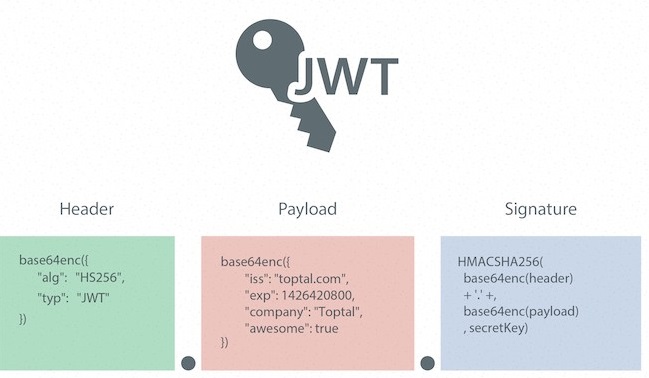 JWT
Header
Payload
Signature
base64enc({
"alg": "HS256",
"typ": "JWT"
})
base64enc({
"iss": "toptal.com",
"exp": 1426420800,
"company": "Toptal",
"awesome": true
})
HMACSHA256(
base64enc(header)
+ '.' +,
base64enc(payload)
, secretKey)